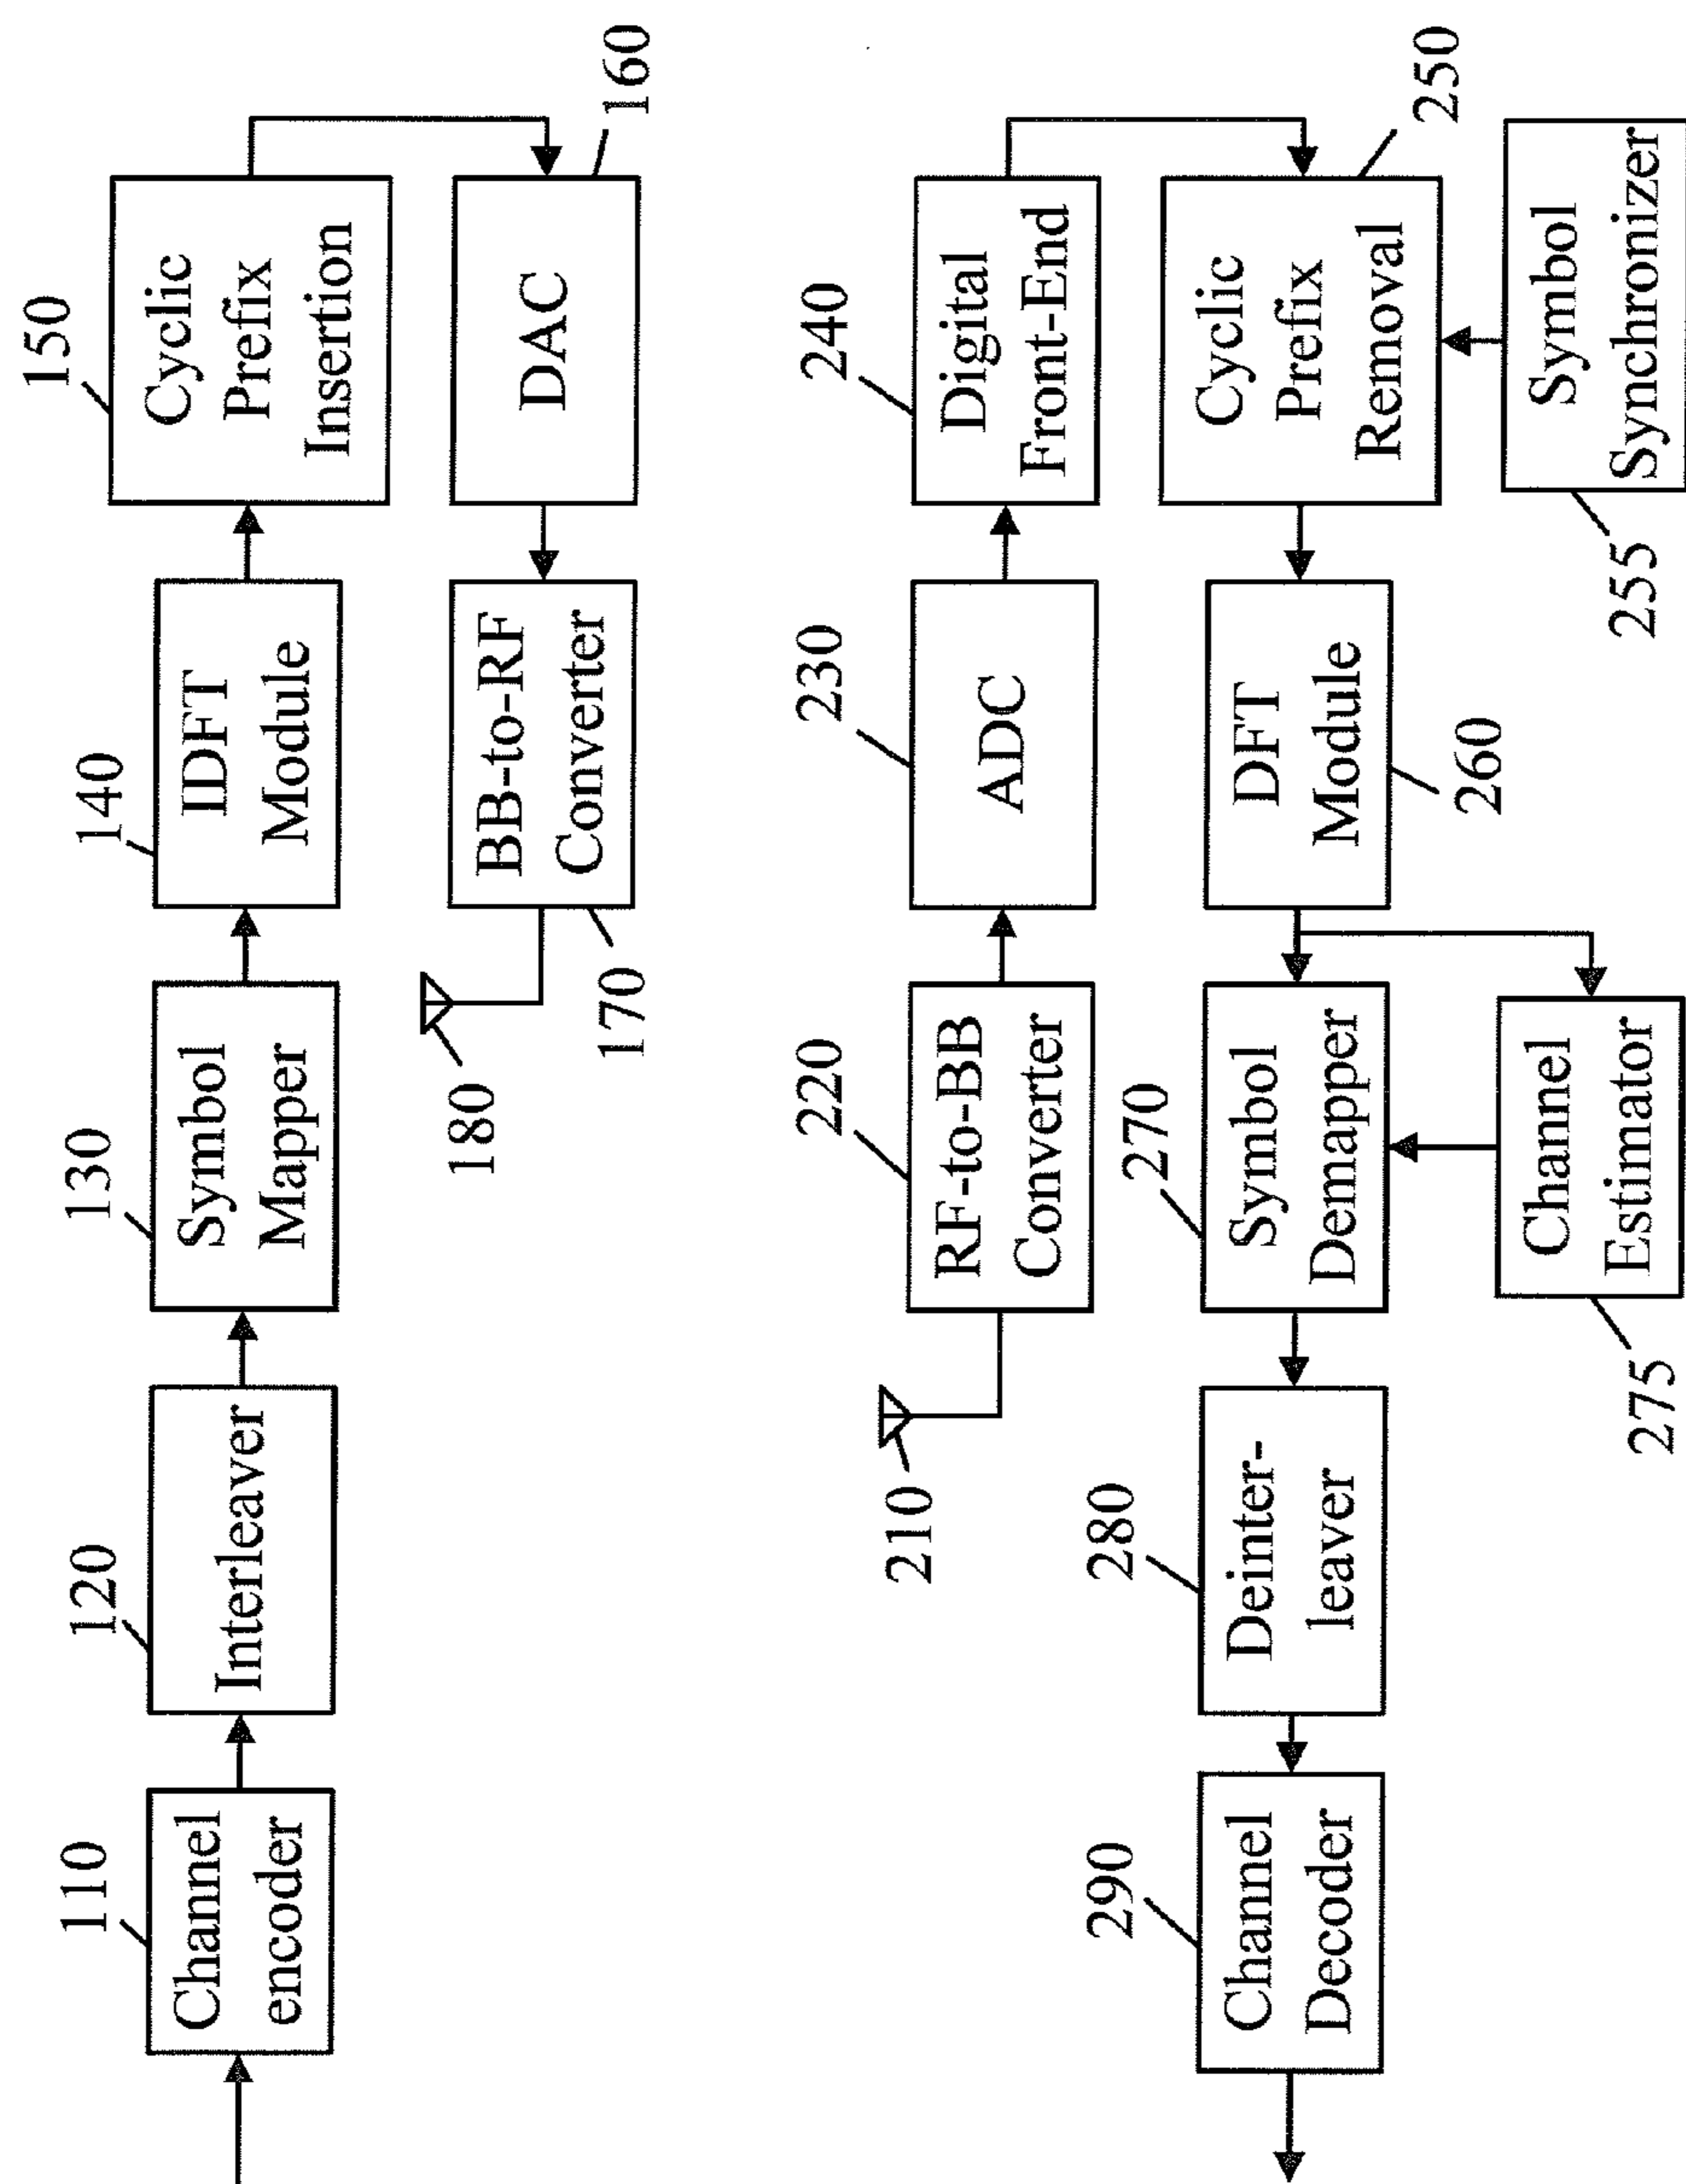 110
Channel
encoder
120
Interleaver
130
Symbol
Mapper
140
IDFT
Module
150
Cyclic
Prefix
Insertion
160
DAC
BB-to-RF
Converter
170
180
210
220
RF-to-BB
Converter
230
ADC
240
Digital
Front-End
250
Cyclic
Prefix
Removal
Symbol
Synchronizer
255
DFT
Module
260
270
Symbol
Demapper
Channel
Estimator
275
280
Deinter-
leaver
290
Channel
Decoder